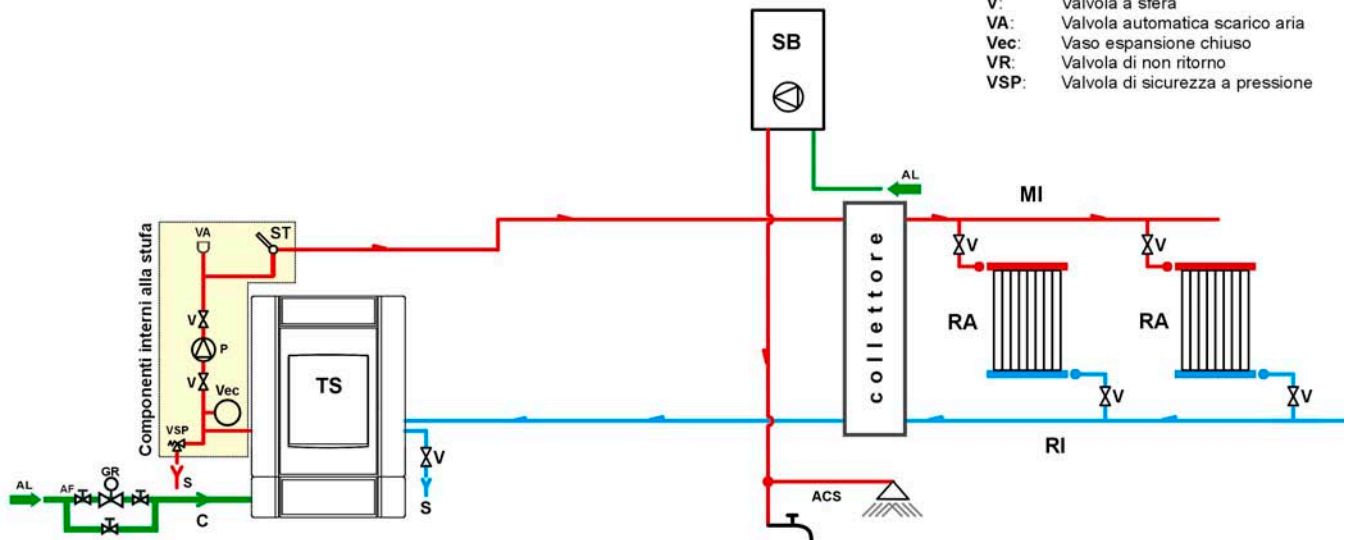 V: Valvola a sfera
VA: Valvola automatica scarico aria
Vec: Vaso espansione chiuso
VR: Valvola di non ritorno
VSP: Valvola di sicurezza a pressione
SB
AL
MI
Componenti interni alla stufa
VA
ST
V
P
V
Vec
VSP
S
TS
V
S
collettore
V
V
RA
RA
V
V
RI
AL
AF
GR
C
ACS